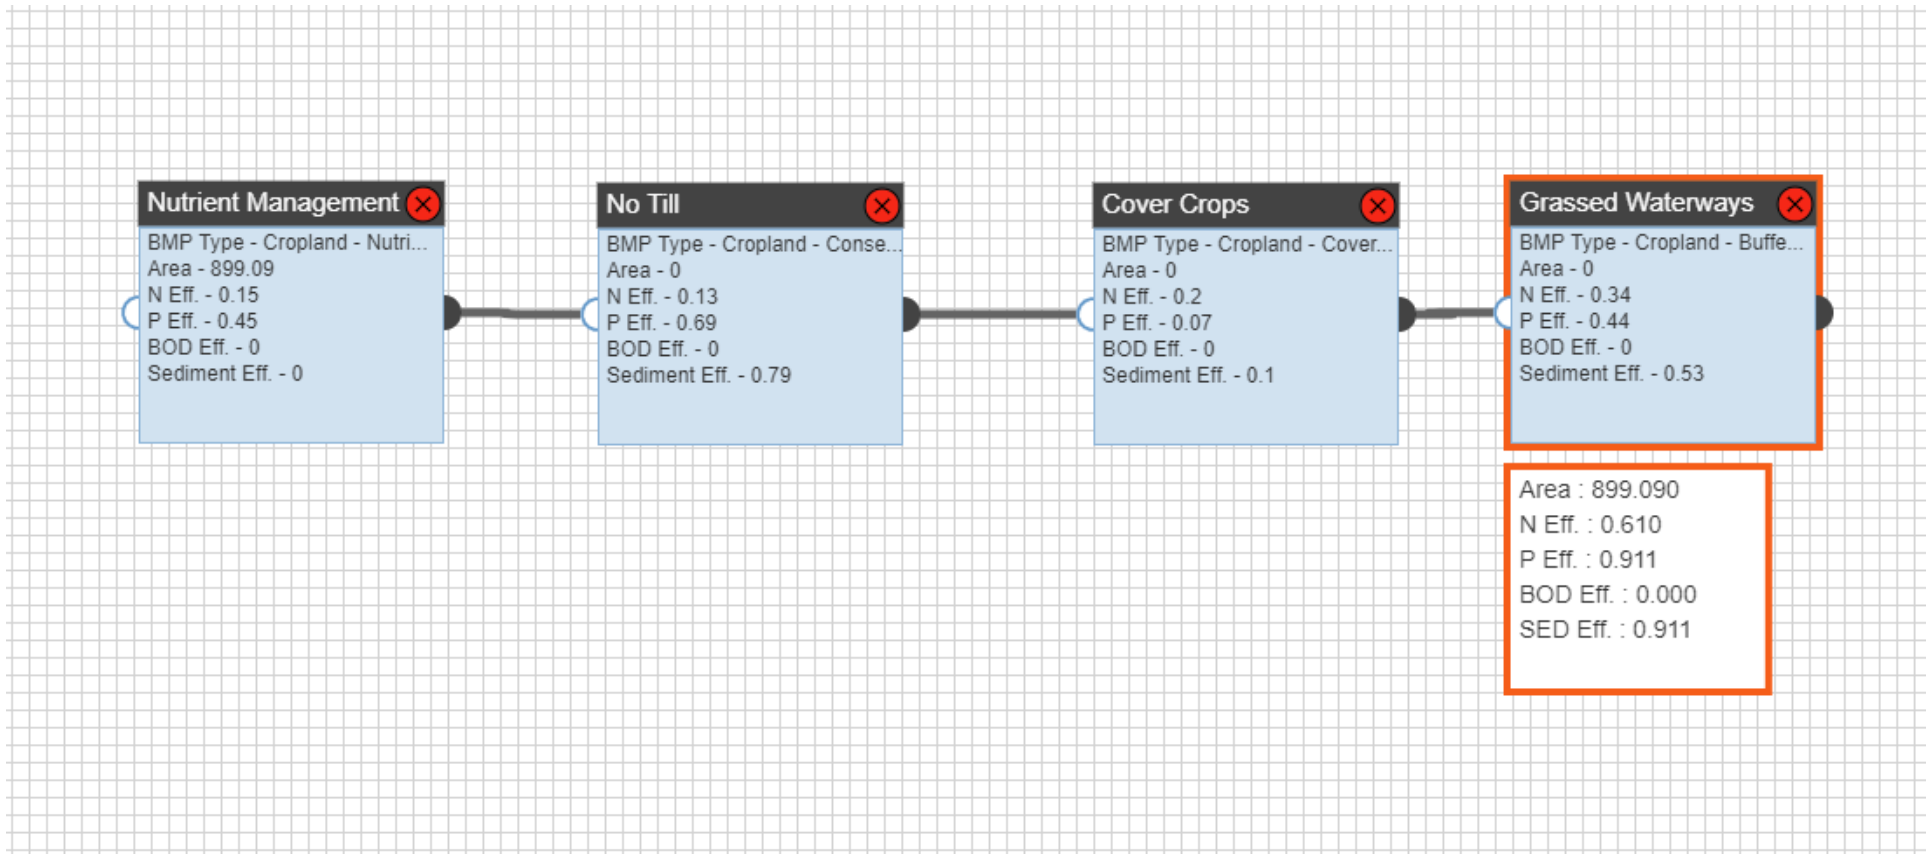 Nutrient Management
BMP Type - Cropland - Nutri...
Area - 899.09
N Eff. - 0.15
P Eff. - 0.45
BOD Eff. - 0
Sediment Eff. - 0
No Till
BMP Type - Cropland - Conse...
Area - 0
N Eff. - 0.13
P Eff. - 0.69
BOD Eff. - 0
Sediment Eff. - 0.79
Cover Crops
BMP Type - Cropland - Cover...
Area - 0
N Eff. - 0.2
P Eff. - 0.07
BOD Eff. - 0
Sediment Eff. - 0.1
Grassed Waterways
BMP Type - Cropland - Buffe...
Area - 0
N Eff. - 0.34
P Eff. - 0.44
BOD Eff. - 0
Sediment Eff. - 0.53
Area : 899.090
N Eff. : 0.610
P Eff. : 0.911
BOD Eff. : 0.000
SED Eff. : 0.911